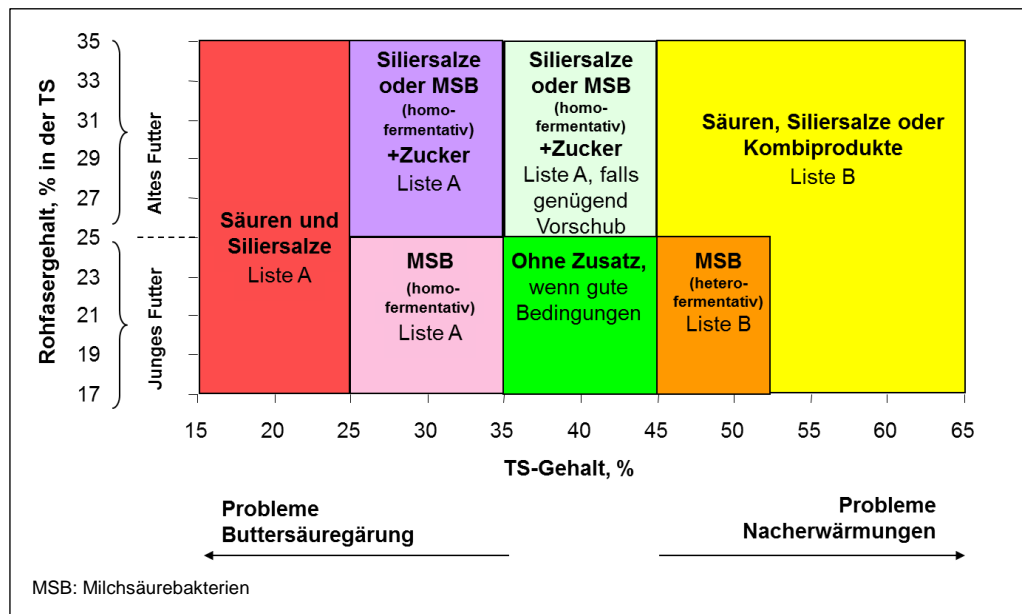 Rohfasergehalt, % in der TS
Altes Futter
Junges Futter
35
33
31
29
27
25
23
21
19
17
Säuren und
Siliersalze
Liste A
Siliersalze
oder MSB
(homo-
fermentativ)
+Zucker
Liste A
Siliersalze
oder MSB
(homo-
fermentativ)
+Zucker
Liste A, falls
genügend
Vorschub
Säuren, Siliersalze oder
Kombiprodukte
Liste B
MSB
(homo-
fermentativ)
Liste A
Ohne Zusatz,
wenn gute
Bedingungen
MSB
(hetero-
fermentativ)
Liste B
15 20 25 30 35 40 45 50 55 60 65
TS-Gehalt, %
Probleme
Buttersäuregärung
Probleme
Nacherwärmungen
MSB: Milchsäurebakterien